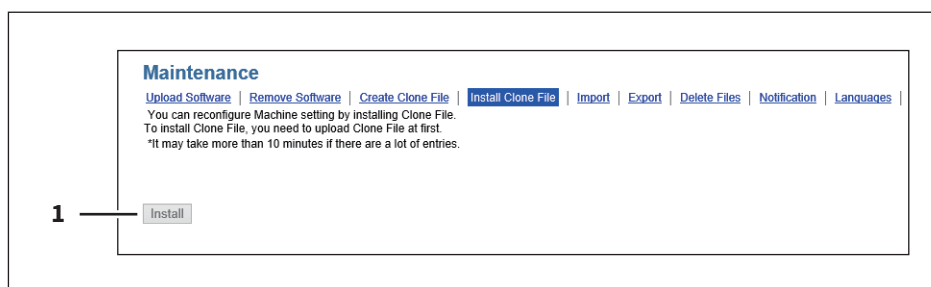 Maintenance
Upload Software | Remove Software | Create Clone File | Install Clone File | Import | Export | Delete Files | Notification | Languages |
You can reconfigure Machine setting by installing Clone File.
To install Clone File, you need to upload Clone File at first.
*It may take more than 10 minutes if there are a lot of entries.
1
Install